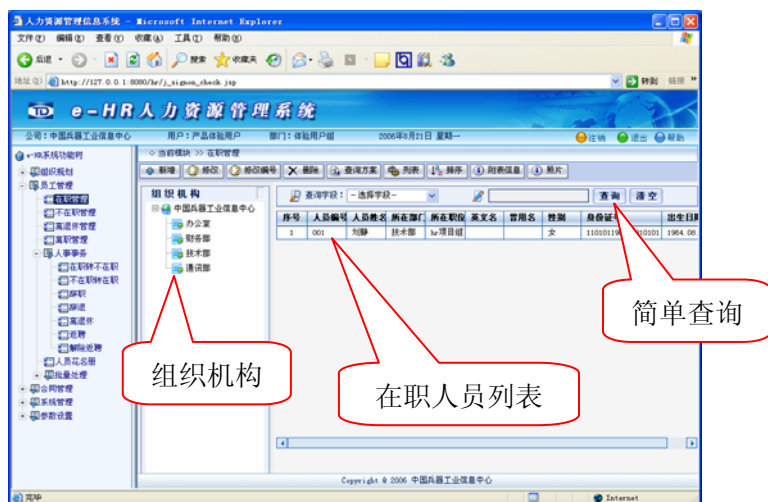 人力资源管理信息系统 - Microsoft Internet Explorer
文件(F) 编辑(E) 查看(V) 收藏(A) 工具(T) 帮助(H)
后退 搜索 收藏夹
地址(D) http://127.0.0.1:8080/hr/j_signon_check.jsp 转到 链接 »
e-HR人力资源管理系统
公司：中国兵器工业信息中心 用户：产品体验用户 部门：体验用户组 2006年8月21日 星期一 注销 退出 帮助
e-HR系统功能树
组织规划
员工管理
在职管理
不在职管理
离退休管理
离职管理
人事事务
在职转不在职
不在职转在职
辞职
辞退
离退休
返聘
解除返聘
人员花名册
批量处理
合同管理
系统管理
参数设置
◇ 当前模块 >> 在职管理
新增 修改 修改编号 删除 查询方案 列表 排序 附表信息 照片
组织机构
中国兵器工业信息中心
办公室
财务部
技术部
通讯部
查询字段： -选择字段- 查询 清空
序号 人员编号 人员姓名 所在部门 所在职位 英文名 曾用名 性别 身份证 出生日期
1 001 刘静 技术部 hr项目组 女 1964.08.
简单查询
组织机构
在职人员列表
Copyright @ 2006 中国兵器工业信息中心
完毕 Internet